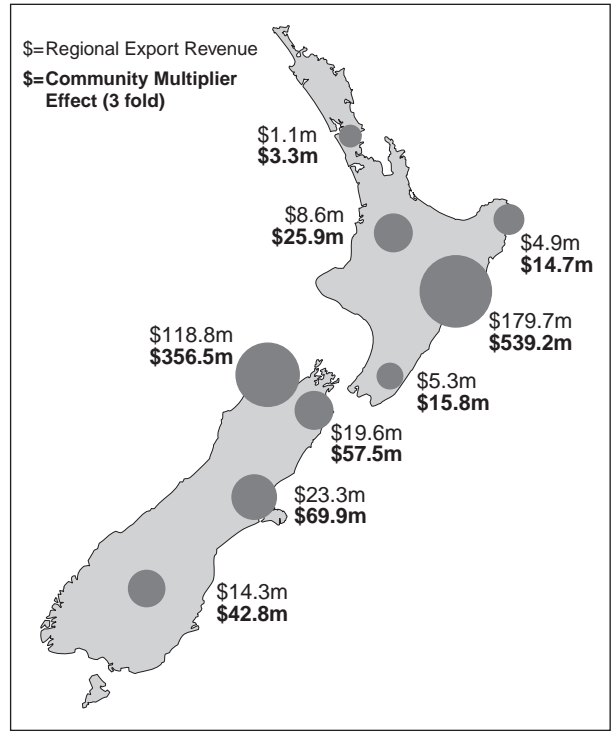 $=Regional Export Revenue
$=Community Multiplier
Effect (3 fold)
$1.1m
$3.3m
$8.6m
$25.9m
$4.9m
$14.7m
$179.7m
$539.2m
$118.8m
$356.5m
$5.3m
$15.8m
$19.6m
$57.5m
$23.3m
$69.9m
$14.3m
$42.8m